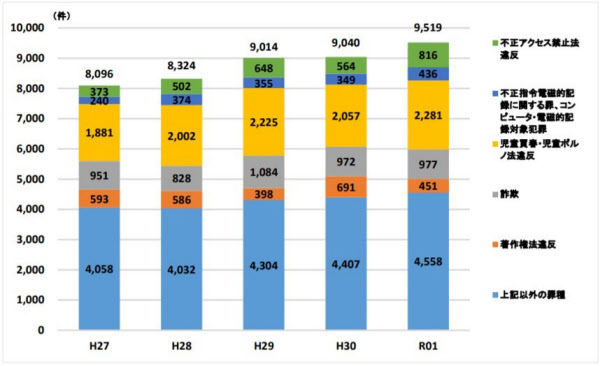 (件)
10,000
9,000
8,000
7,000
6,000
5,000
4,000
3,000
2,000
1,000
0
8,096
373
240
1,881
951
593
4,058
H27
8,324
502
374
2,002
828
586
4,032
H28
9,014
648
355
2,225
1,084
398
4,304
H29
9,040
564
349
2,057
972
691
4,407
H30
9,519
816
436
2,281
977
451
4,558
R01
不正アクセス禁止法
違反
不正指令電磁的記
録に関する罪、コン
ピュータ・電磁的記
録対象犯罪
児童買春・児童ポル
ノ法違反
詐欺
著作権法違反
上記以外の罪種